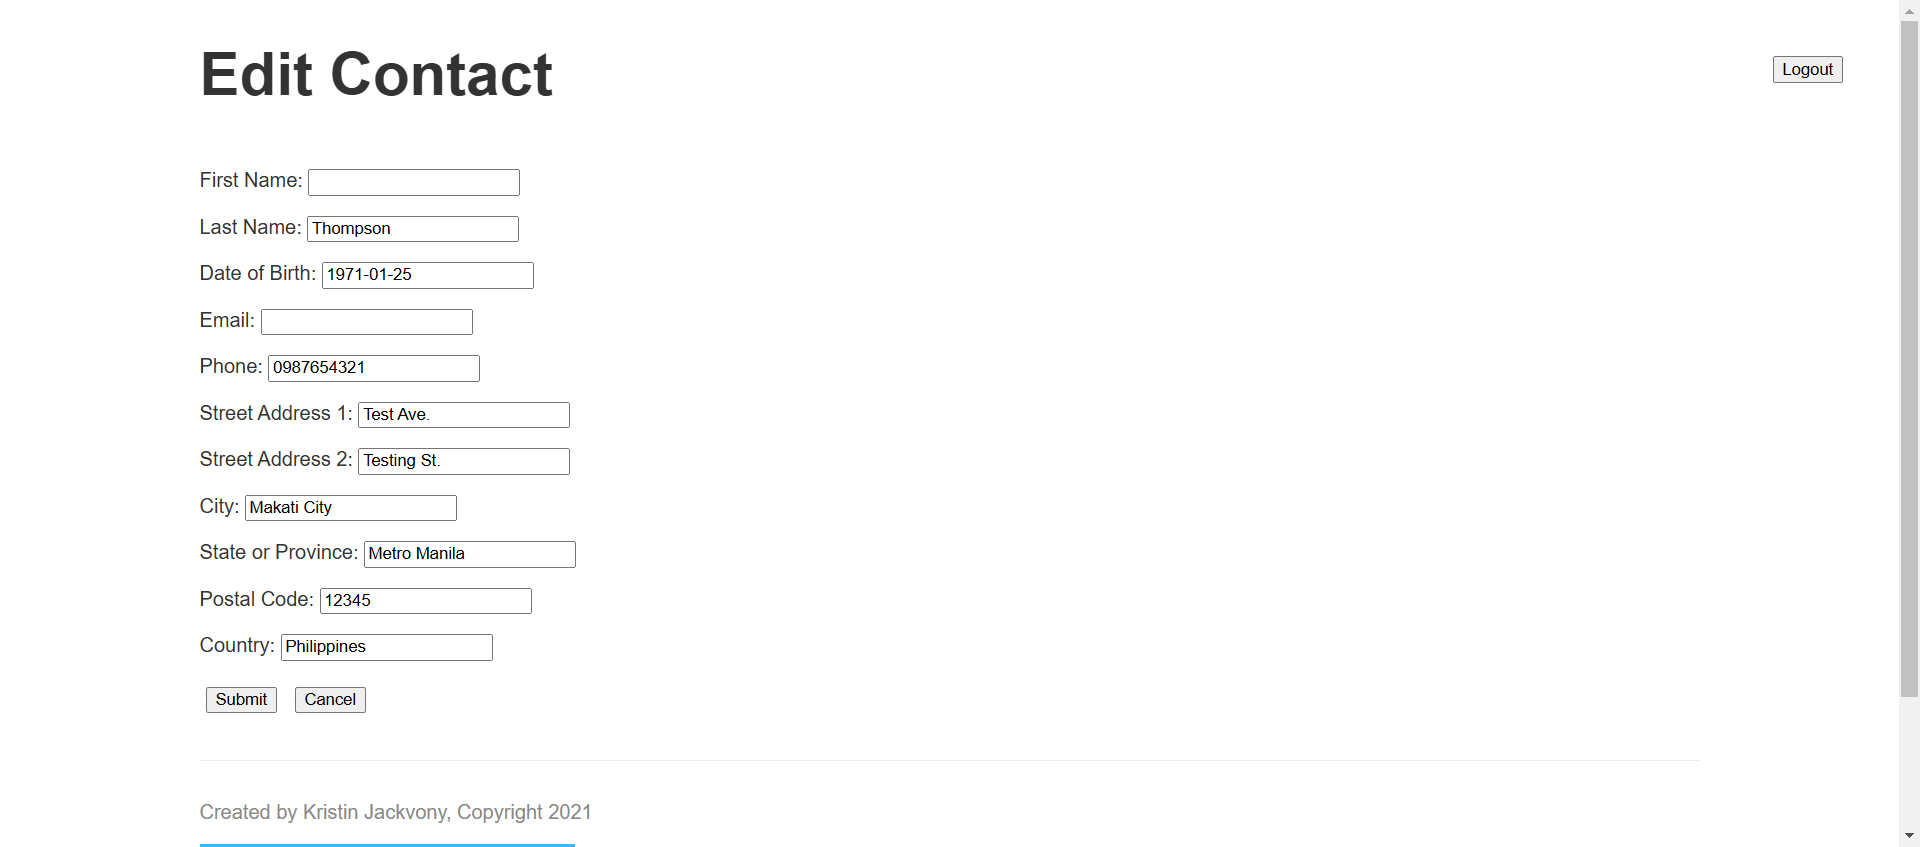 Edit Contact
Logout
First Name:
Last Name: Thompson
Date of Birth: 1971-01-25
Email:
Phone: 0987654321
Street Address 1: Test Ave.
Street Address 2: Testing St.
City: Makati City
State or Province: Metro Manila
Postal Code: 12345
Country: Philippines
Submit Cancel
Created by Kristin Jackvony, Copyright 2021